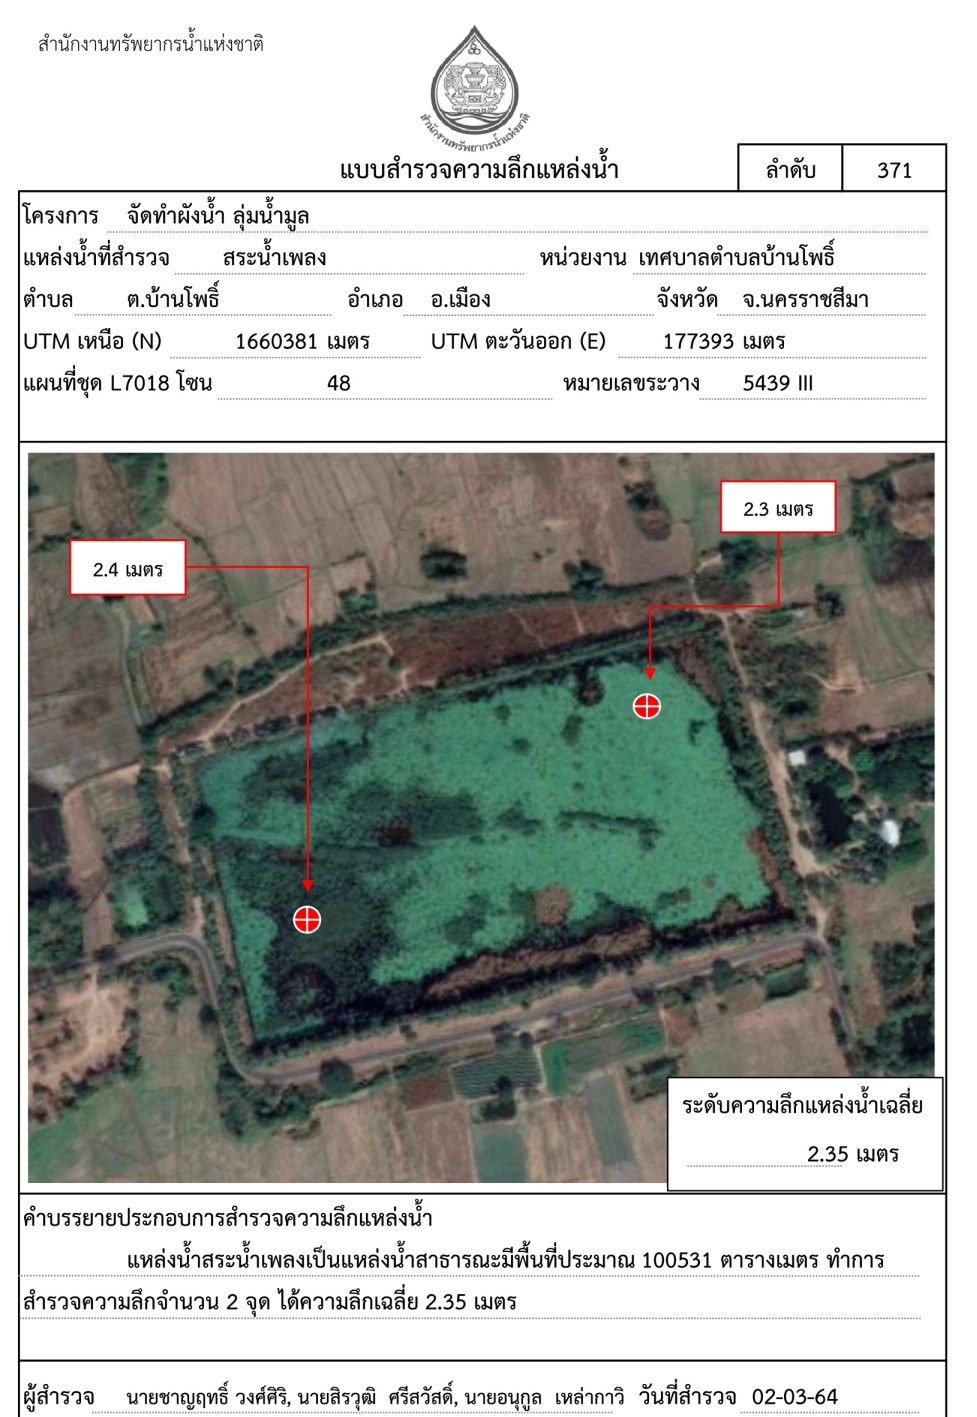 สำนักงานทรัพยากรน้ำแห่งชาติ
สำนักงานทรัพยากรน้ำแห่งชาติ
แบบสำรวจความลึกแหล่งน้ำ ลำดับ 371
โครงการ จัดทำผังน้ำ ลุ่มน้ำมูล
แหล่งน้ำที่สำรวจ สระน้ำเพลง หน่วยงาน เทศบาลตำบลบ้านโพธิ์
ตำบล ต.บ้านโพธิ์ อำเภอ อ.เมือง จังหวัด จ.นครราชสีมา
UTM เหนือ (N) 1660381 เมตร UTM ตะวันออก (E) 177393 เมตร
แผนที่ชุด L7018 โซน 48 หมายเลขระวาง 5439 III
2.3 เมตร
2.4 เมตร
ระดับความลึกแหล่งน้ำเฉลี่ย
2.35 เมตร
คำบรรยายประกอบการสำรวจความลึกแหล่งน้ำ
แหล่งน้ำสระน้ำเพลงเป็นแหล่งน้ำสาธารณะมีพื้นที่ประมาณ 100531 ตารางเมตร ทำการ
สำรวจความลึกจำนวน 2 จุด ได้ความลึกเฉลี่ย 2.35 เมตร
ผู้สำรวจ นายชาญฤทธิ์ วงศ์ศิริ, นายสิรวุฒิ ศรีสวัสดิ์, นายอนุกูล เหล่ากาวิ วันที่สำรวจ 02-03-64